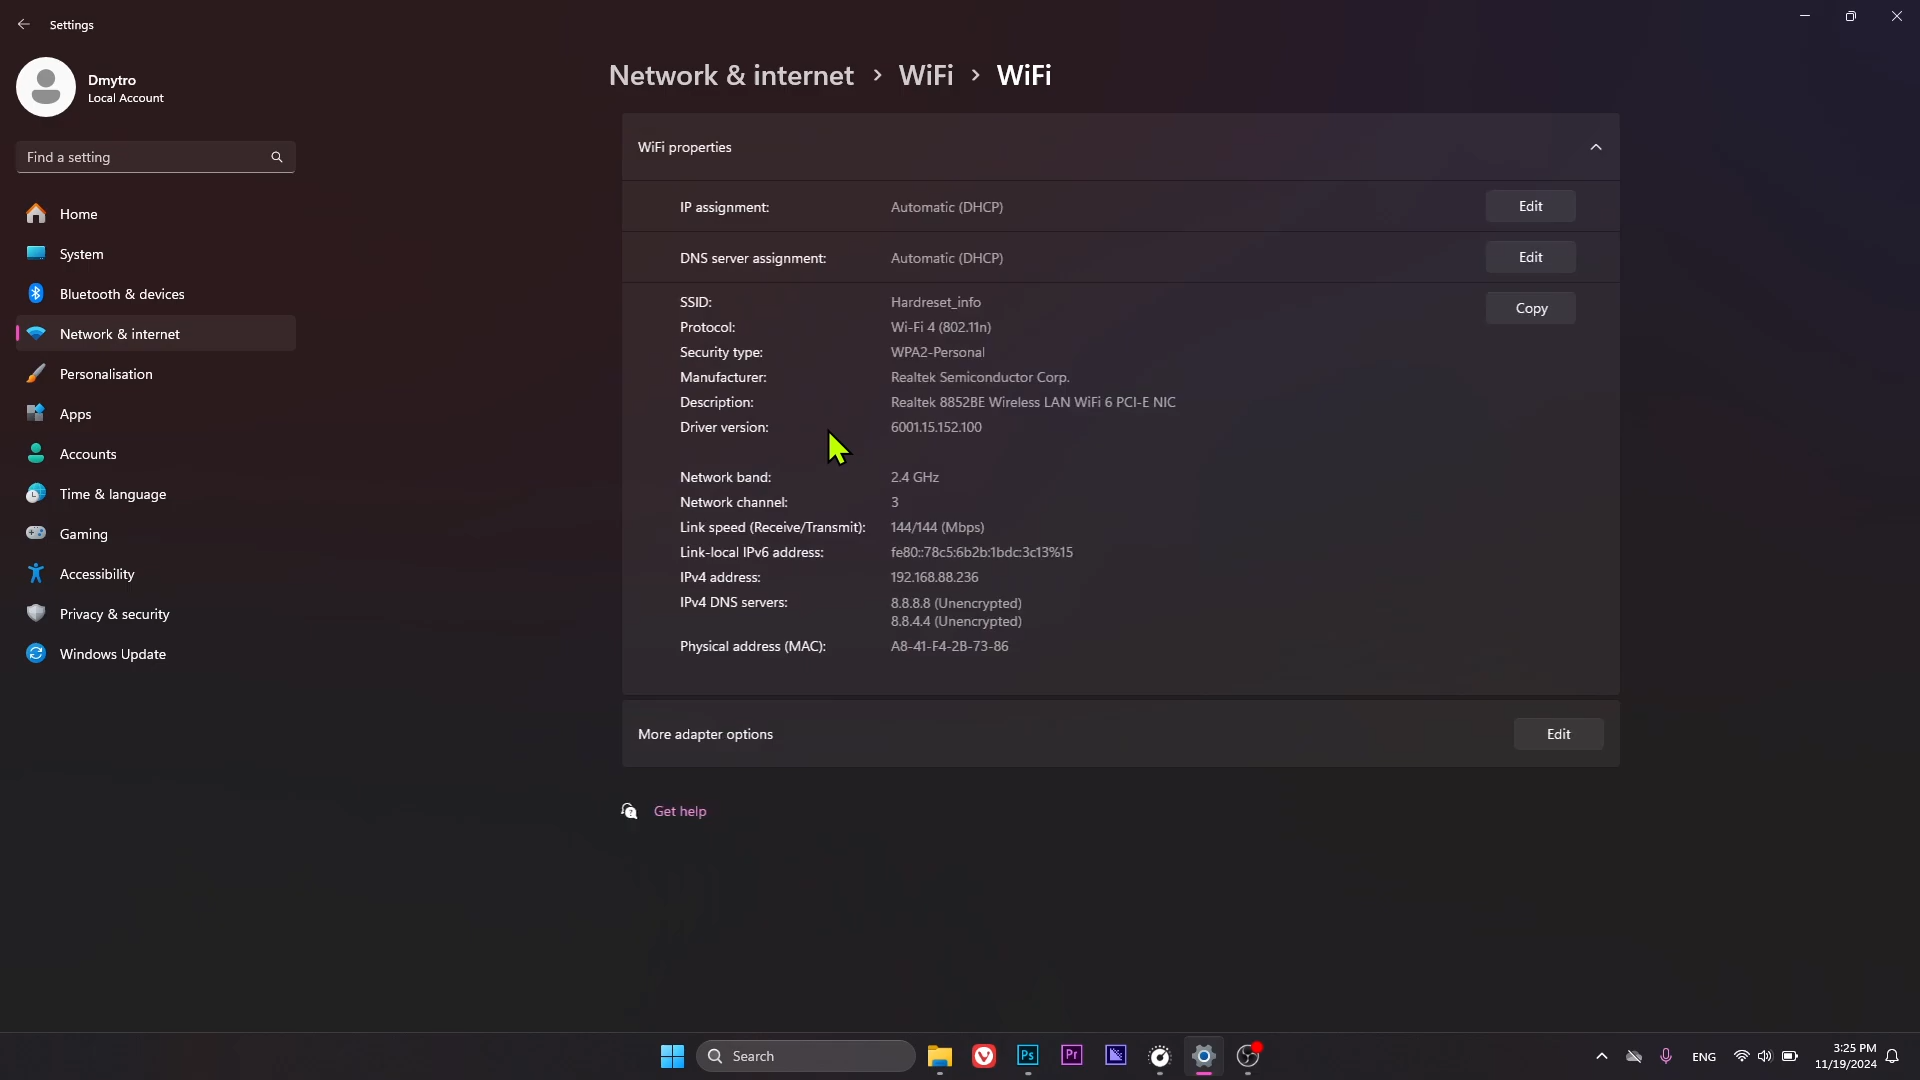 Settings
Dmytro
Local Account
Find a setting
Home
System
Bluetooth & devices
Network & internet
Personalisation
Apps
Accounts
Time & language
Gaming
Accessibility
Privacy & security
Windows Update
Network & internet > WiFi > WiFi
WiFi properties
IP assignment: Automatic (DHCP) Edit
DNS server assignment: Automatic (DHCP) Edit
SSID: Hardreset_info Copy
Protocol: Wi-Fi 4 (802.11n)
Security type: WPA2-Personal
Manufacturer: Realtek Semiconductor Corp.
Description: Realtek 8852BE Wireless LAN WiFi 6 PCI-E NIC
Driver version: 6001.15.152.100
Network band: 2.4 GHz
Network channel: 3
Link speed (Receive/Transmit): 144/144 (Mbps)
Link-local IPv6 address: fe80::78c5:6b2b:1bdc:3c13%15
IPv4 address: 192.168.88.236
IPv4 DNS servers: 8.8.8.8 (Unencrypted)
8.8.4.4 (Unencrypted)
Physical address (MAC): A8-41-F4-2B-73-86
More adapter options Edit
Get help
Search
Ps
Pr
ENG
3:25 PM
11/19/2024